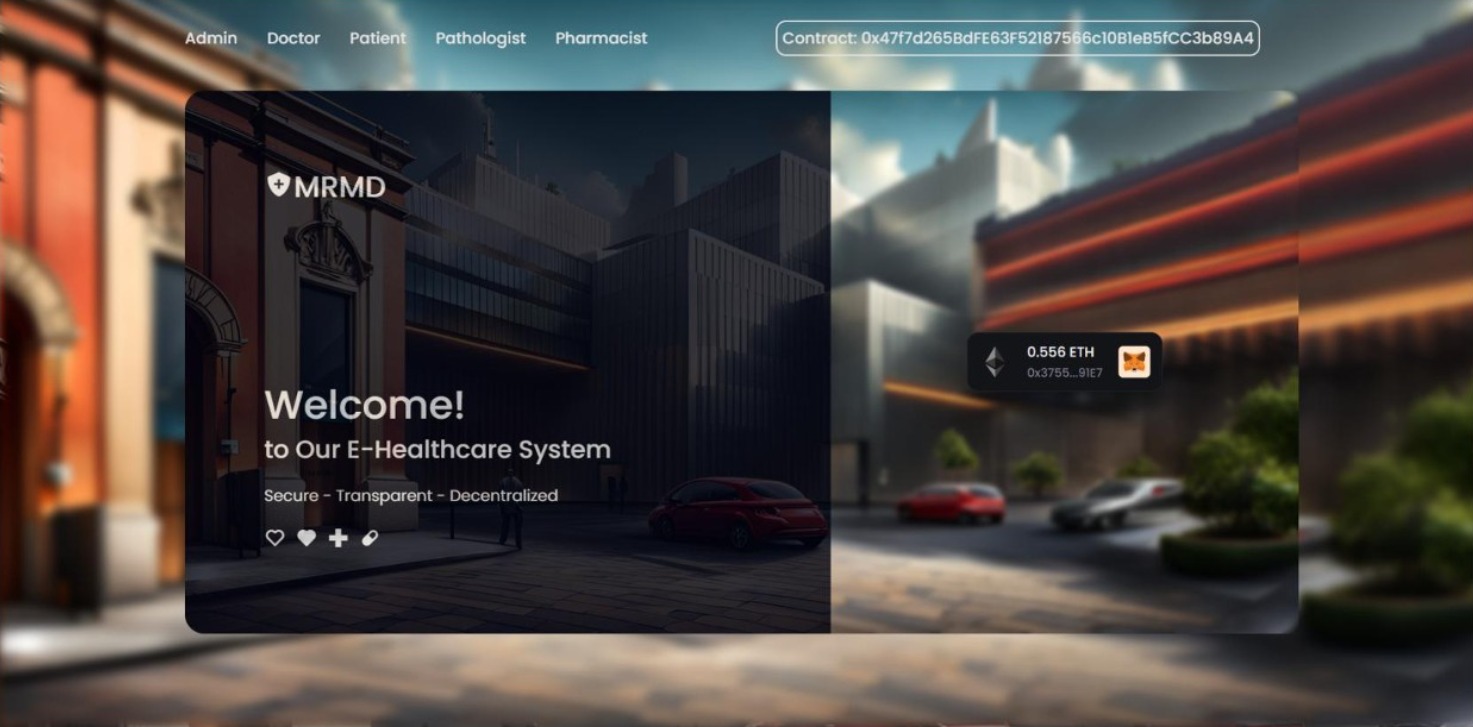 Admin Doctor Patient Pathologist Pharmacist
Contract: 0x47f7d265BdFE63F52187566c10B1eB5fCC3b89A4
MRMD
0.556 ETH
0x3755...91E7
Welcome!
to Our E-Healthcare System
Secure - Transparent - Decentralized